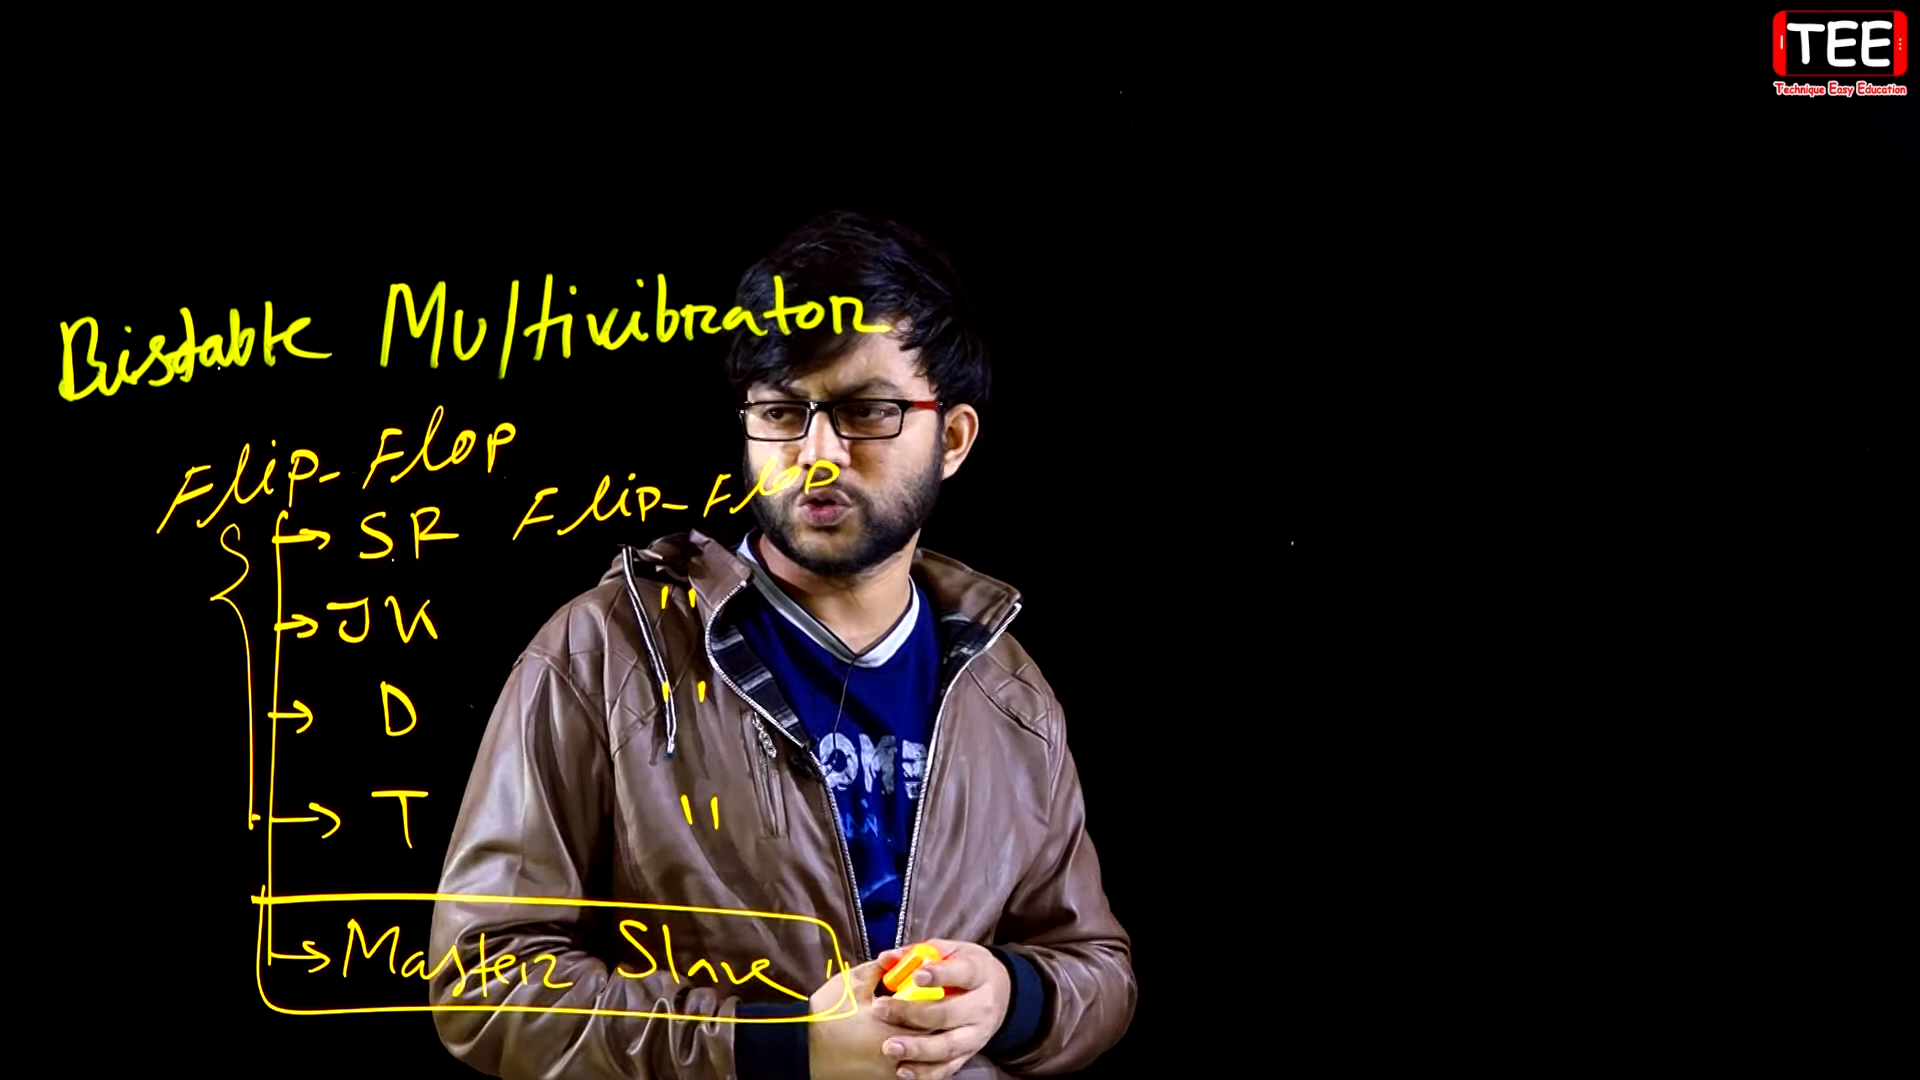 TEE
Technique Easy Education
Bistable Multivibrator
Flip-Flop
→ SR Flip-Flop
→ JK "
→ D "
→ T "
→ Master Slave "